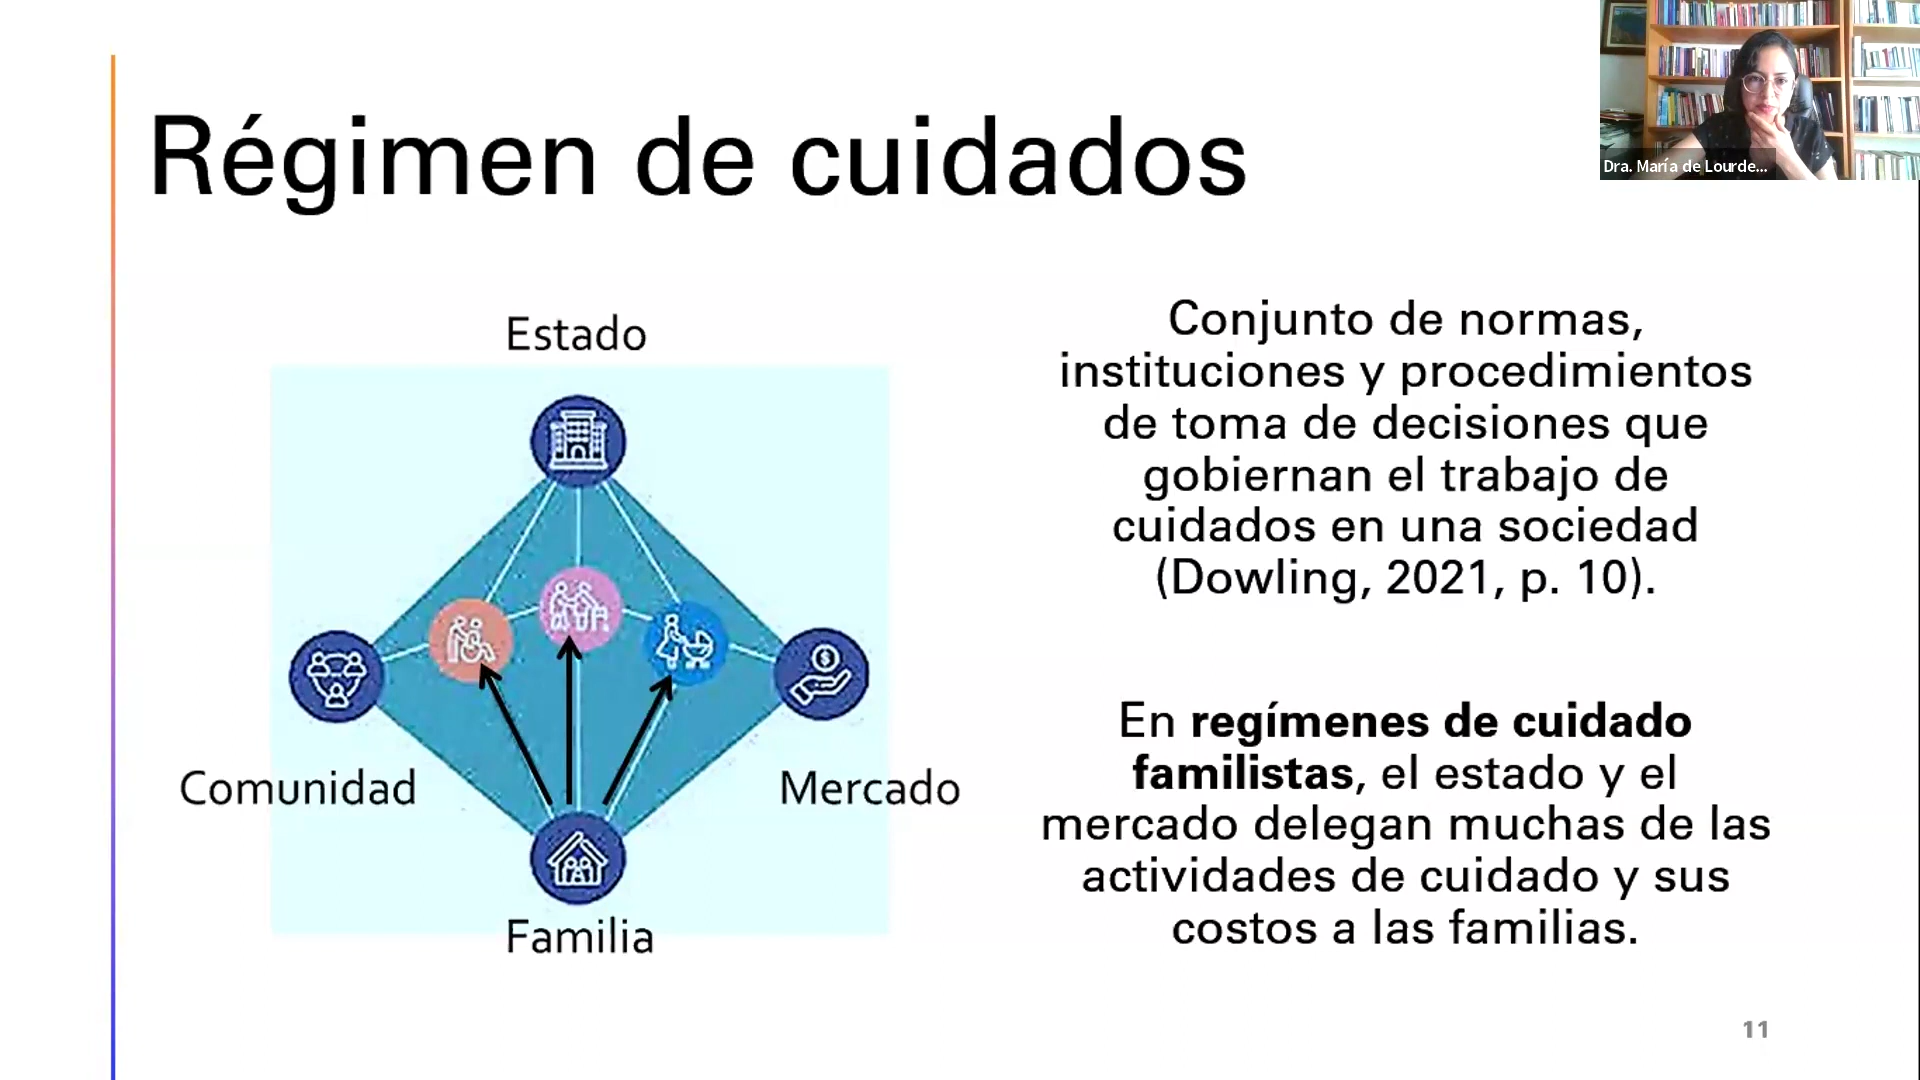 Régimen de cuidados
Dra. María de Lourde...
Estado
Comunidad
Mercado
Familia
Conjunto de normas,
instituciones y procedimientos
de toma de decisiones que
gobiernan el trabajo de
cuidados en una sociedad
(Dowling, 2021, p. 10).
En regímenes de cuidado
familistas, el estado y el
mercado delegan muchas de las
actividades de cuidado y sus
costos a las familias.
11